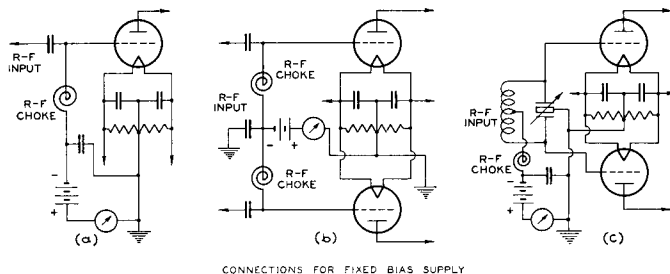 R-F
INPUT
R-F
CHOKE
-
+
(a)
R-F
CHOKE
R-F
INPUT
- +
R-F
CHOKE
(b)
R-F
INPUT
R-F
CHOKE
-
+
(c)
CONNECTIONS FOR FIXED BIAS SUPPLY